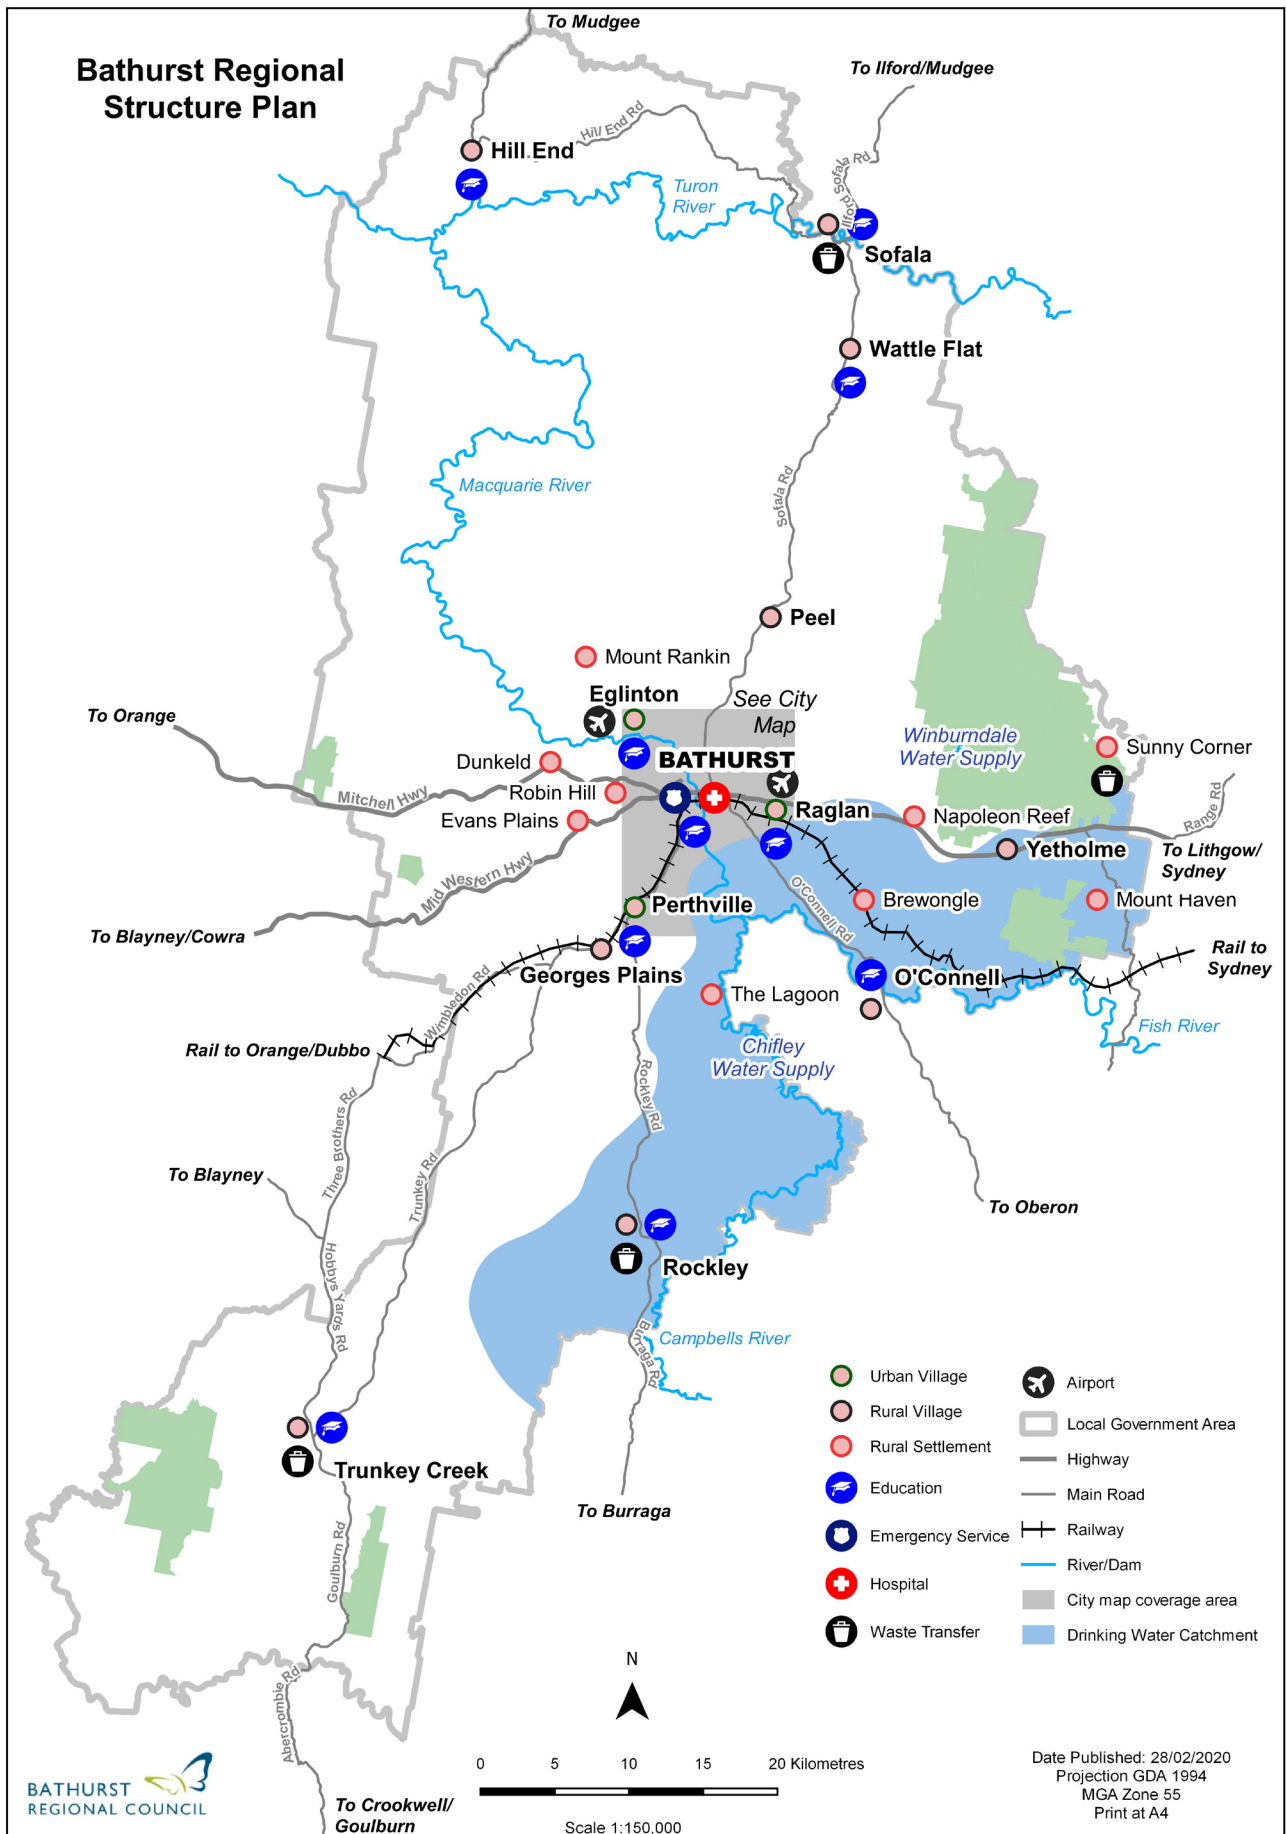 To Mudgee
Bathurst Regional
Structure Plan
To Ilford/Mudgee
Hill End Rd
Hill End
Ilford Sofala Rd
Turon
River
Sofala
Wattle Flat
Macquarie River
Sofala Rd
Peel
Mount Rankin
Eglinton
See City
Map
To Orange
Winburndale
Water Supply
Sunny Corner
Dunkeld
BATHURST
Mitchell Hwy
Robin Hill
Raglan
Napoleon Reef
Range Rd
Evans Plains
Yetholme
To Lithgow/
Sydney
Mid Western Hwy
O'Connell Rd
Brewongle
Mount Haven
Perthville
To Blayney/Cowra
Rail to
Sydney
Georges Plains
O'Connell
Wimbledon Rd
The Lagoon
Fish River
Rail to Orange/Dubbo
Chifley
Water Supply
Rockley Rd
Three Brothers Rd
To Blayney
Trunkey Rd
To Oberon
Hobbys Yards Rd
Rockley
Burraga Rd
Campbells River
Trunkey Creek
To Burraga
Goulburn Rd
Abercrombie Rd
To Crookwell/
Goulburn
Urban Village
Rural Village
Rural Settlement
Education
Emergency Service
Hospital
Waste Transfer
Airport
Local Government Area
Highway
Main Road
Railway
River/Dam
City map coverage area
Drinking Water Catchment
N
0 5 10 15 20 Kilometres
Scale 1:150,000
BATHURST
REGIONAL COUNCIL
Date Published: 28/02/2020
Projection GDA 1994
MGA Zone 55
Print at A4